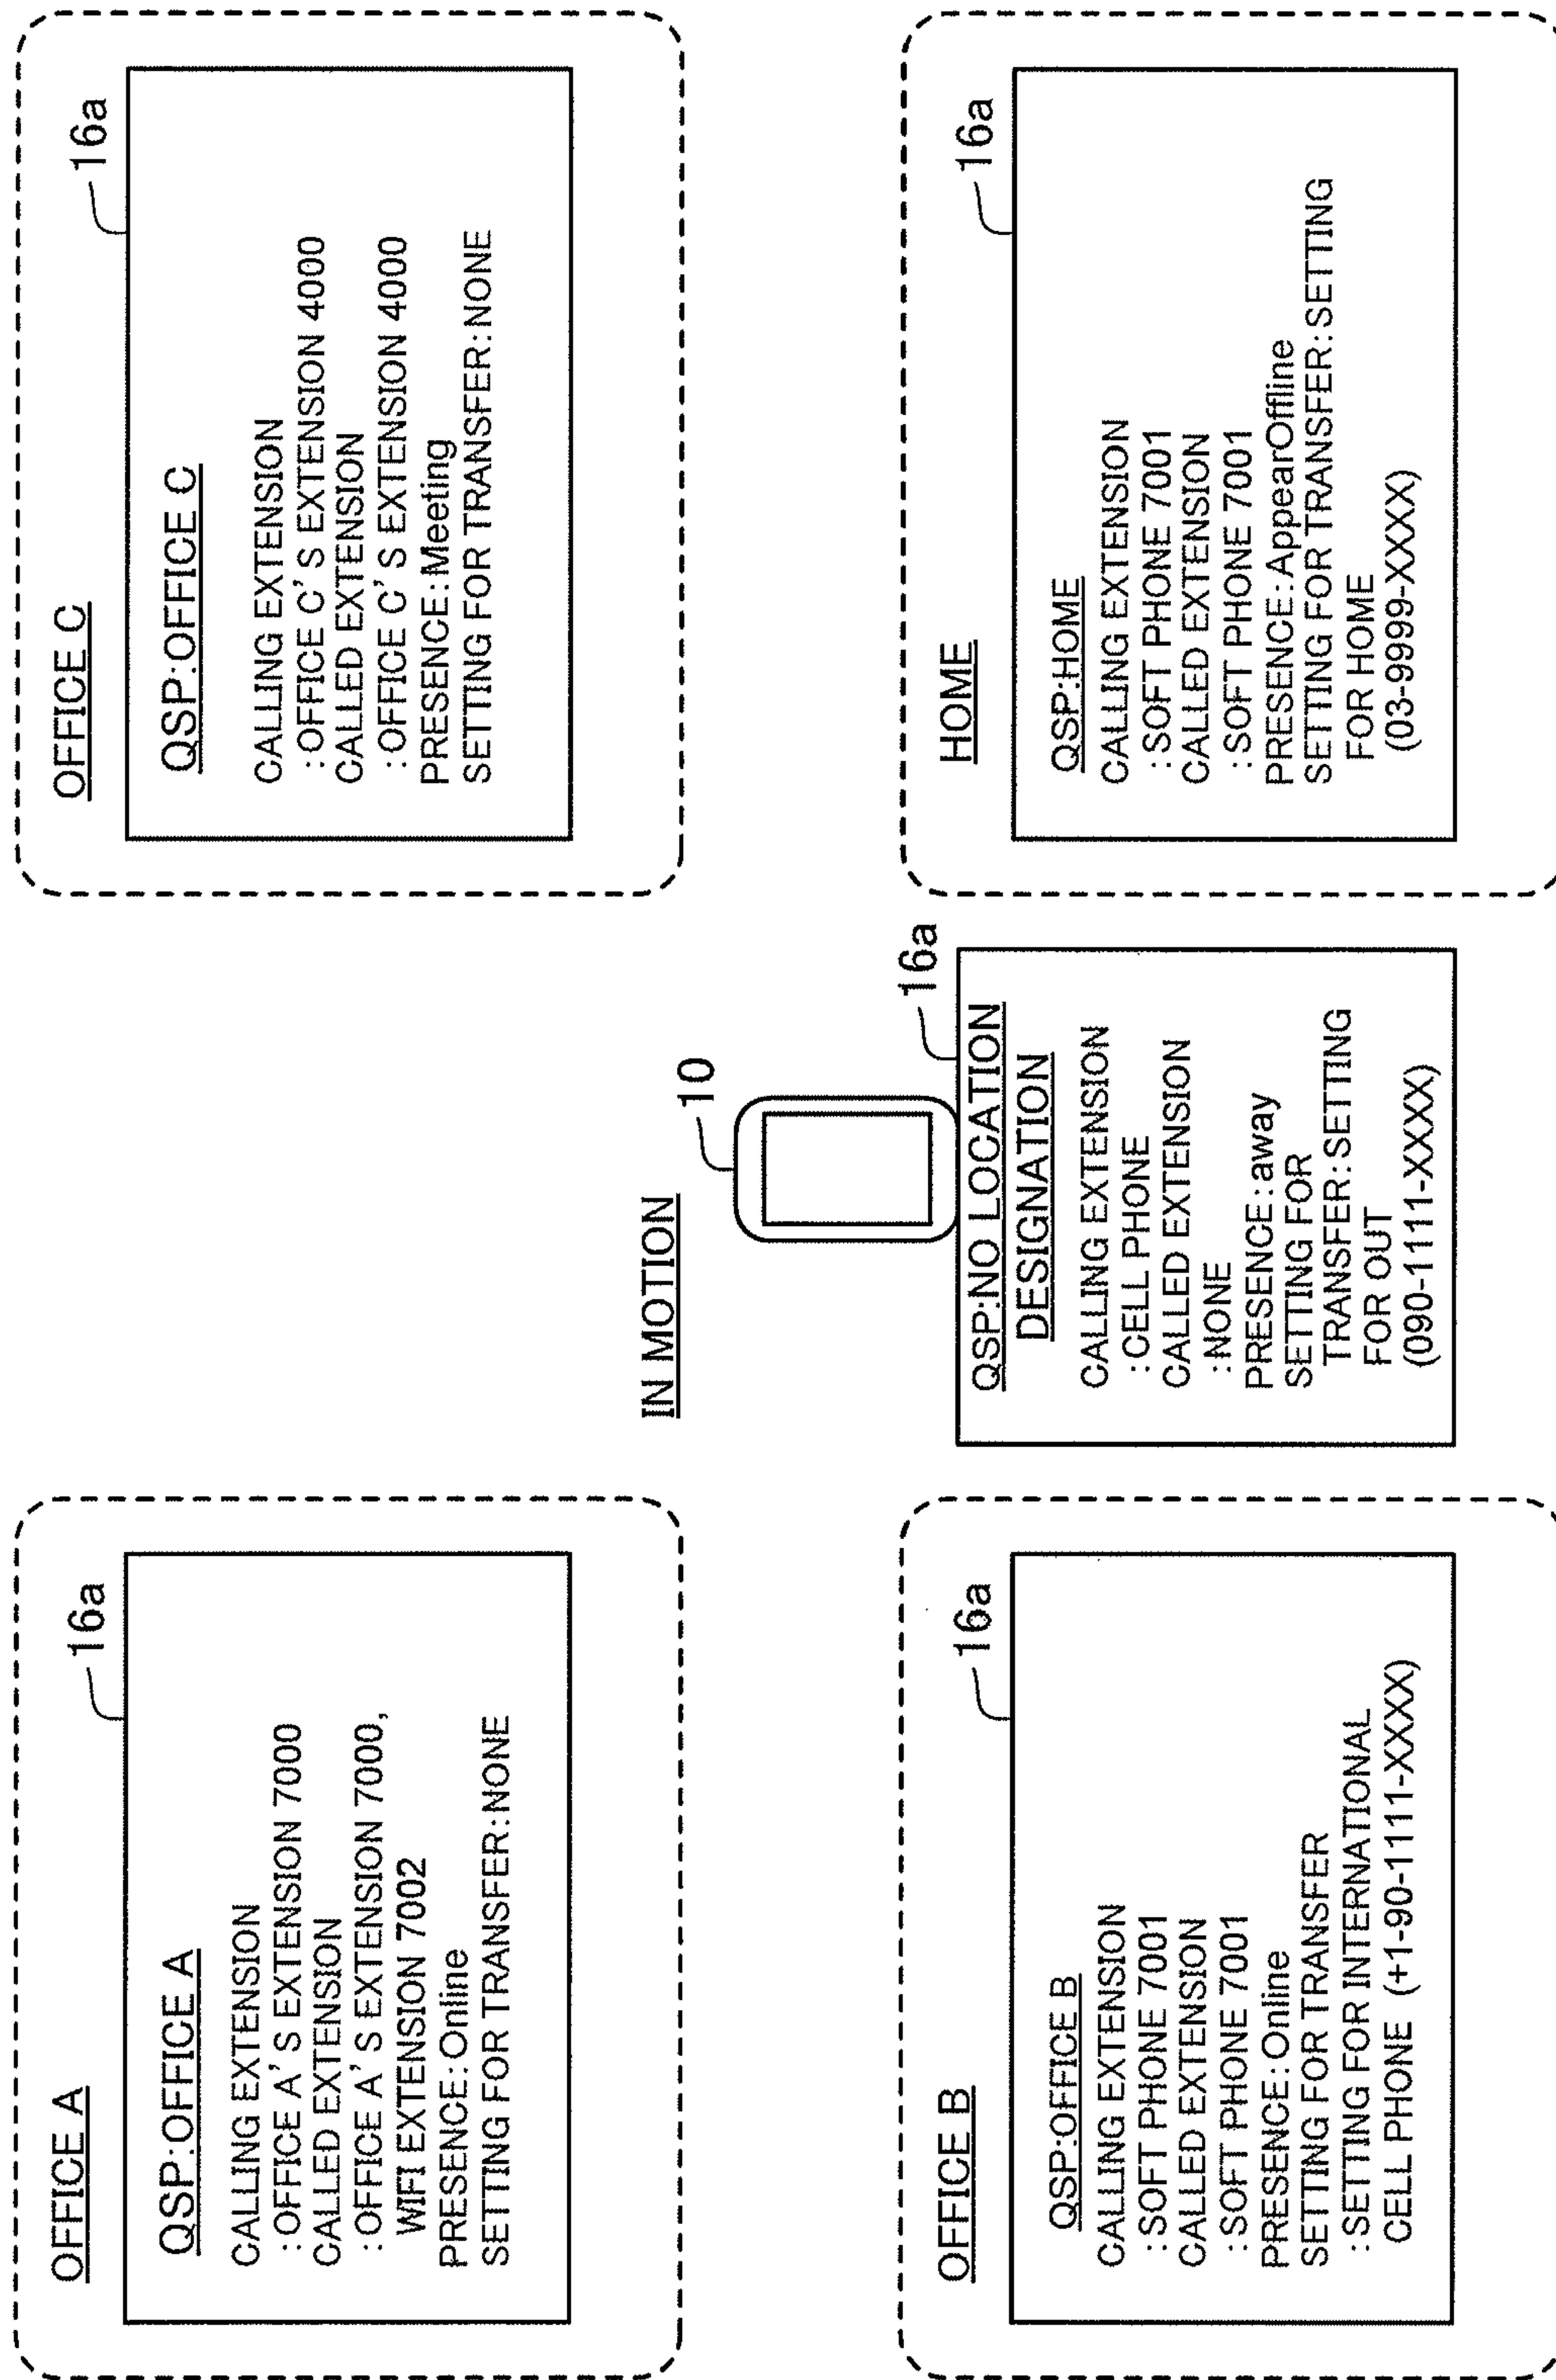 OFFICE A
16a
QSP:OFFICE A
CALLING EXTENSION
:OFFICE A'S EXTENSION 7000
CALLED EXTENSION
:OFFICE A'S EXTENSION 7000,
WIFI EXTENSION 7002
PRESENCE:Online
SETTING FOR TRANSFER:NONE
OFFICE C
16a
QSP:OFFICE C
CALLING EXTENSION
:OFFICE C'S EXTENSION 4000
CALLED EXTENSION
:OFFICE C'S EXTENSION 4000
PRESENCE:Meeting
SETTING FOR TRANSFER:NONE
IN MOTION
10
16a
QSP:NO LOCATION
DESIGNATION
CALLING EXTENSION
:CELL PHONE
CALLED EXTENSION
:NONE
PRESENCE:away
SETTING FOR
TRANSFER:SETTING
FOR OUT
(090-1111-XXXX)
OFFICE B
16a
QSP:OFFICE B
CALLING EXTENSION
:SOFT PHONE 7001
CALLED EXTENSION
:SOFT PHONE 7001
PRESENCE:Online
SETTING FOR TRANSFER
:SETTING FOR INTERNATIONAL
CELL PHONE (+1-90-1111-XXXX)
HOME
16a
QSP:HOME
CALLING EXTENSION
:SOFT PHONE 7001
CALLED EXTENSION
:SOFT PHONE 7001
PRESENCE:AppearOffline
SETTING FOR TRANSFER:SETTING
FOR HOME
(03-9999-XXXX)